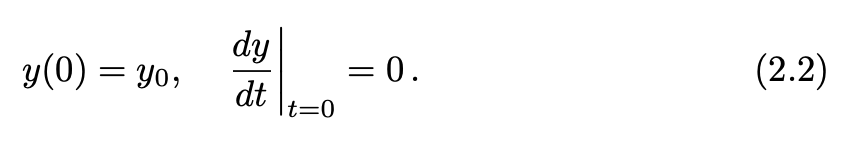 y(0) = y₀, dy/dt|ₜ₌₀ = 0 . (2.2)